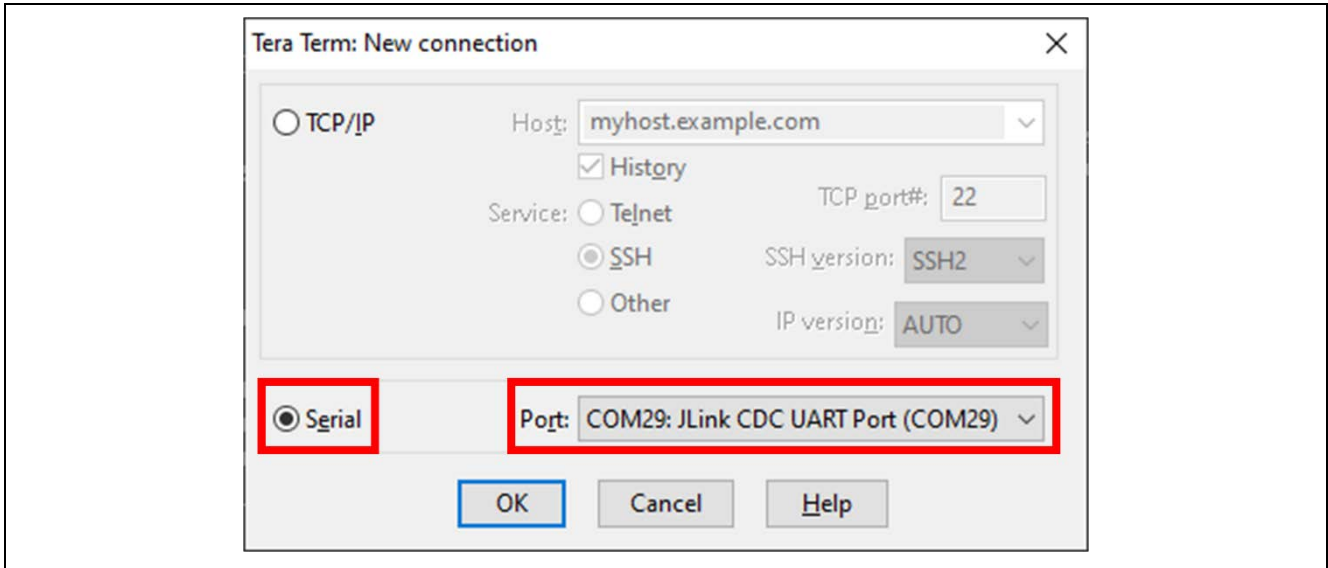 Tera Term: New connection
TCP/IP
Host: myhost.example.com
History
Service: Telnet
TCP port#: 22
SSH
SSH version: SSH2
Other
IP version: AUTO
Serial
Port: COM29: JLink CDC UART Port (COM29)
OK Cancel Help